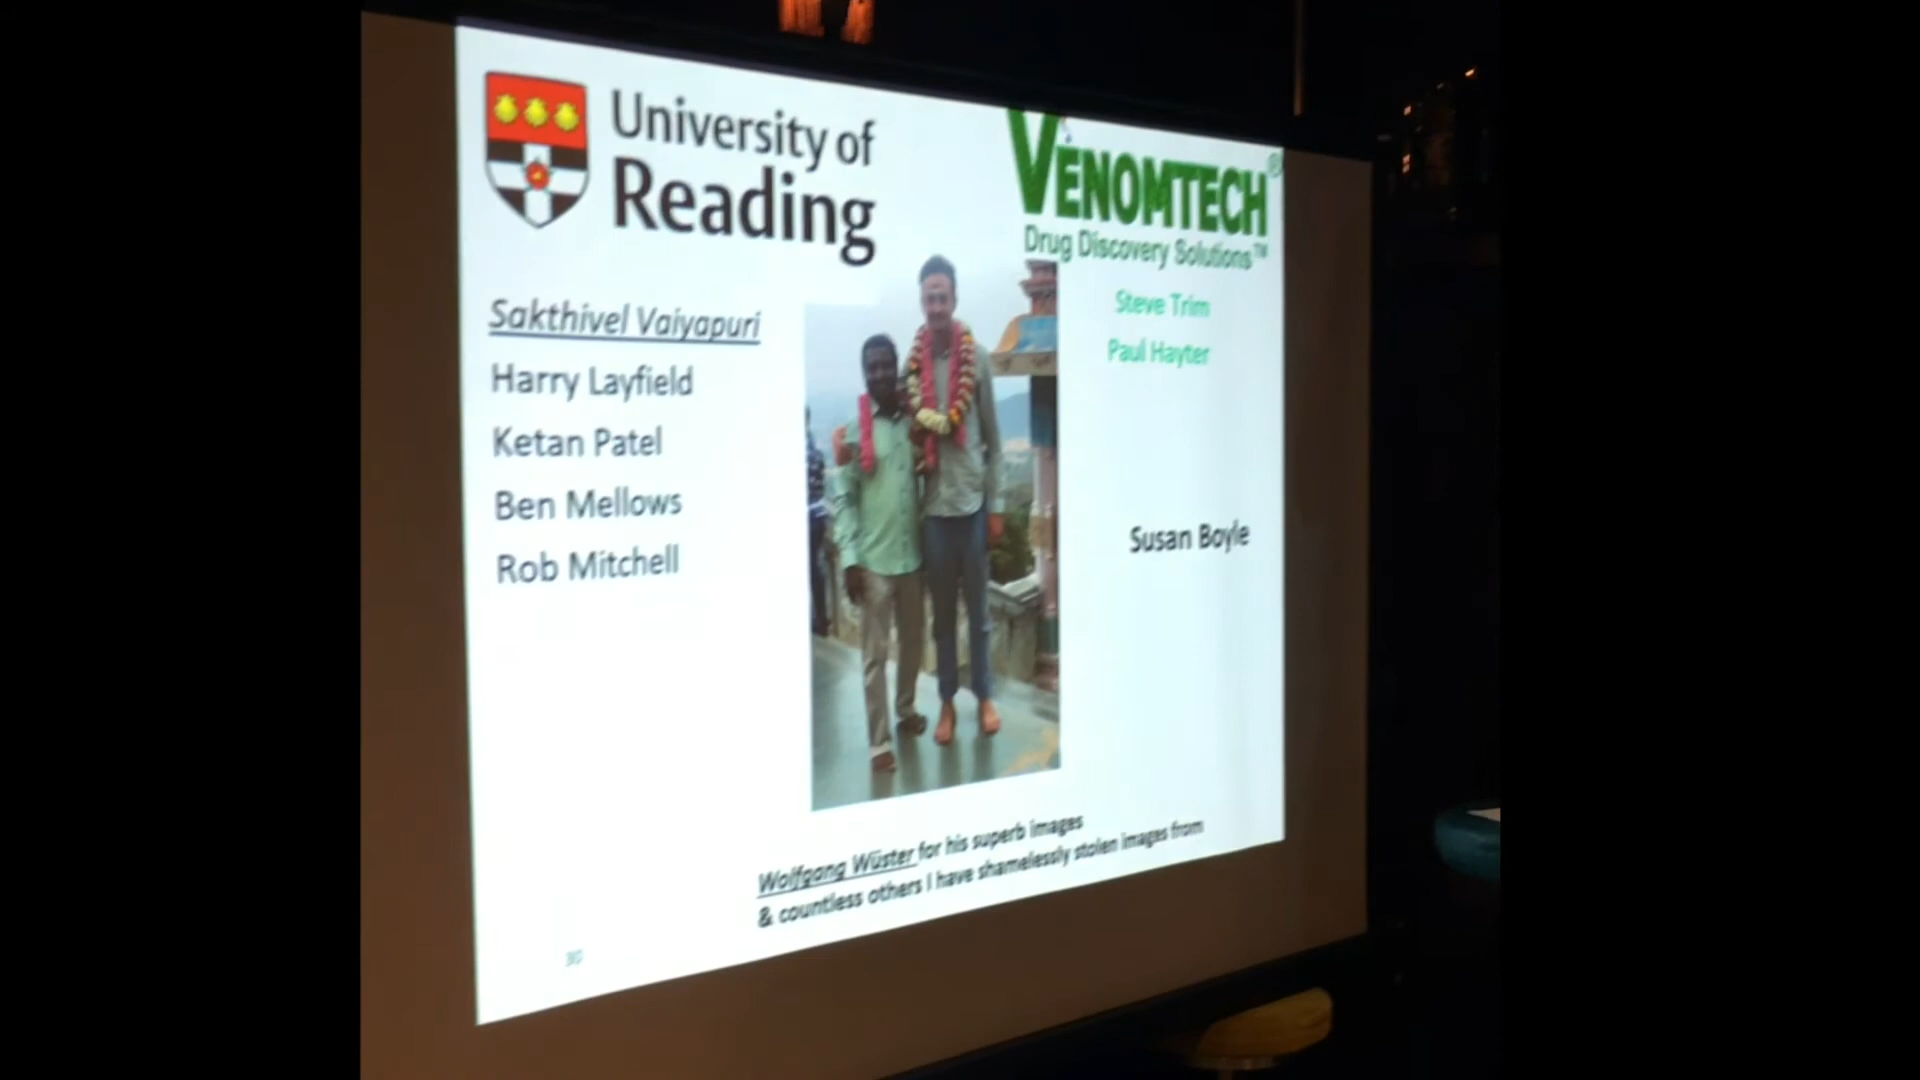 University of
Reading
VENOMTECH®
Drug Discovery Solutions™
Sakthivel Vaiyapuri
Harry Layfield
Ketan Patel
Ben Mellows
Rob Mitchell
Steve Trim
Paul Hayter
Susan Boyle
Wolfgang Wüster for his superb images
& countless others I have shamelessly stolen images from
30